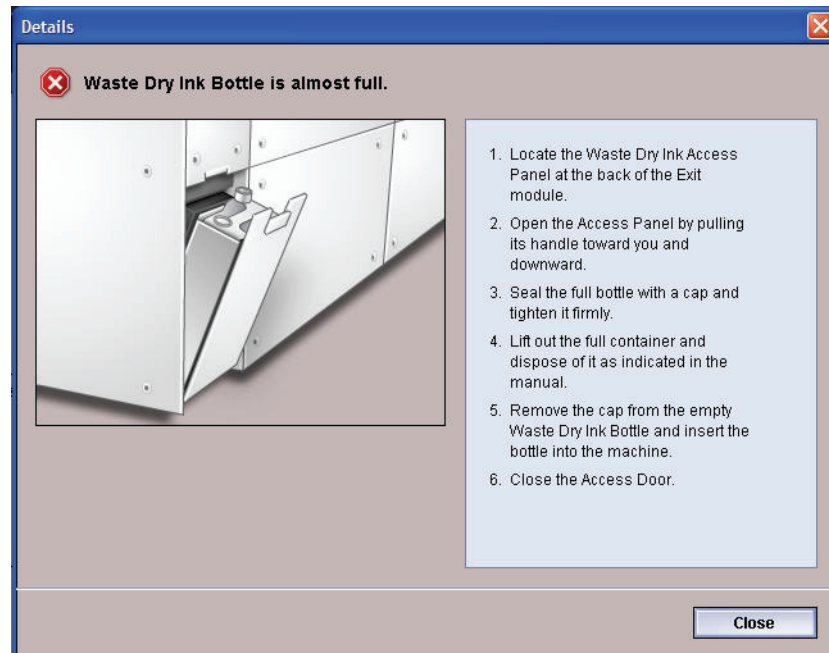 Details
Waste Dry Ink Bottle is almost full.
1. Locate the Waste Dry Ink Access
Panel at the back of the Exit
module.
2. Open the Access Panel by pulling
its handle toward you and
downward.
3. Seal the full bottle with a cap and
tighten it firmly.
4. Lift out the full container and
dispose of it as indicated in the
manual.
5. Remove the cap from the empty
Waste Dry Ink Bottle and insert the
bottle into the machine.
6. Close the Access Door.
Close